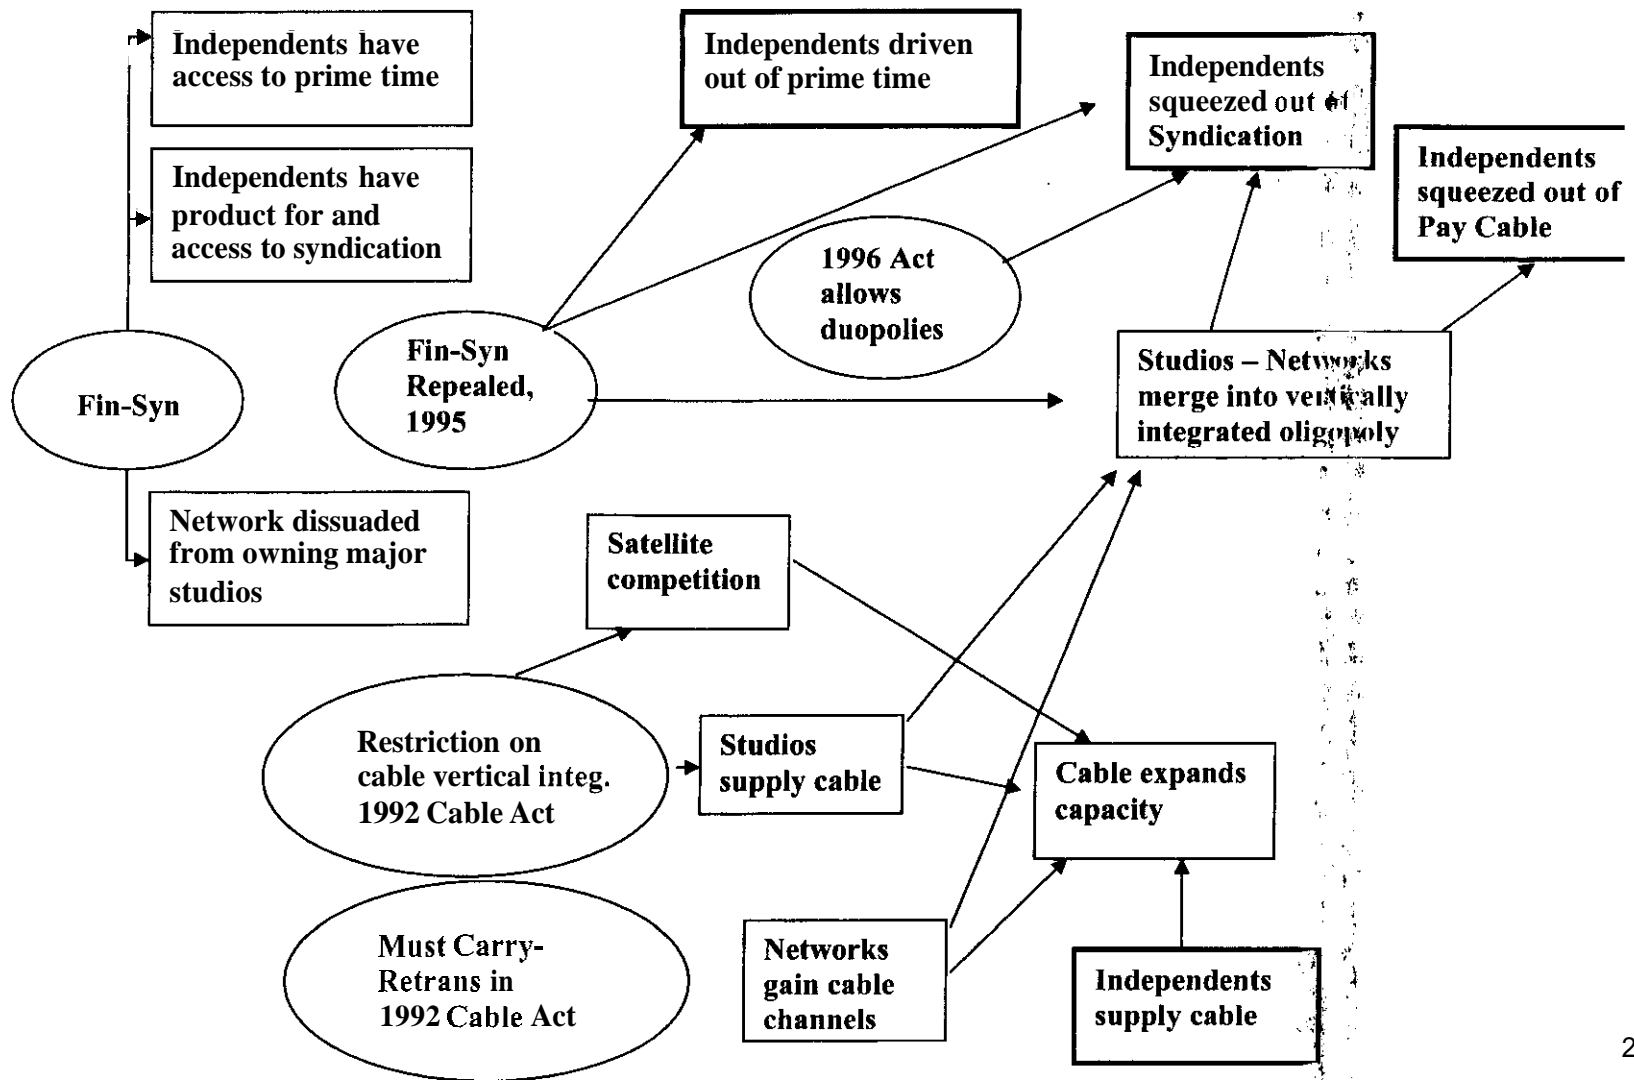 Independents have
access to prime time
Independents driven
out of prime time
Independents
squeezed out of
Syndication
Independents
squeezed out of
Pay Cable
Independents have
product for and
access to syndication
1996 Act
allows
duopolies
Fin-Syn
Fin-Syn
Repealed,
1995
Studios – Networks
merge into vertically
integrated oligopoly
Network dissuaded
from owning major
studios
Satellite
competition
Restriction on
cable vertical integ.
1992 Cable Act
Studios
supply cable
Cable expands
capacity
Must Carry-
Retrans in
1992 Cable Act
Networks
gain cable
channels
Independents
supply cable
2